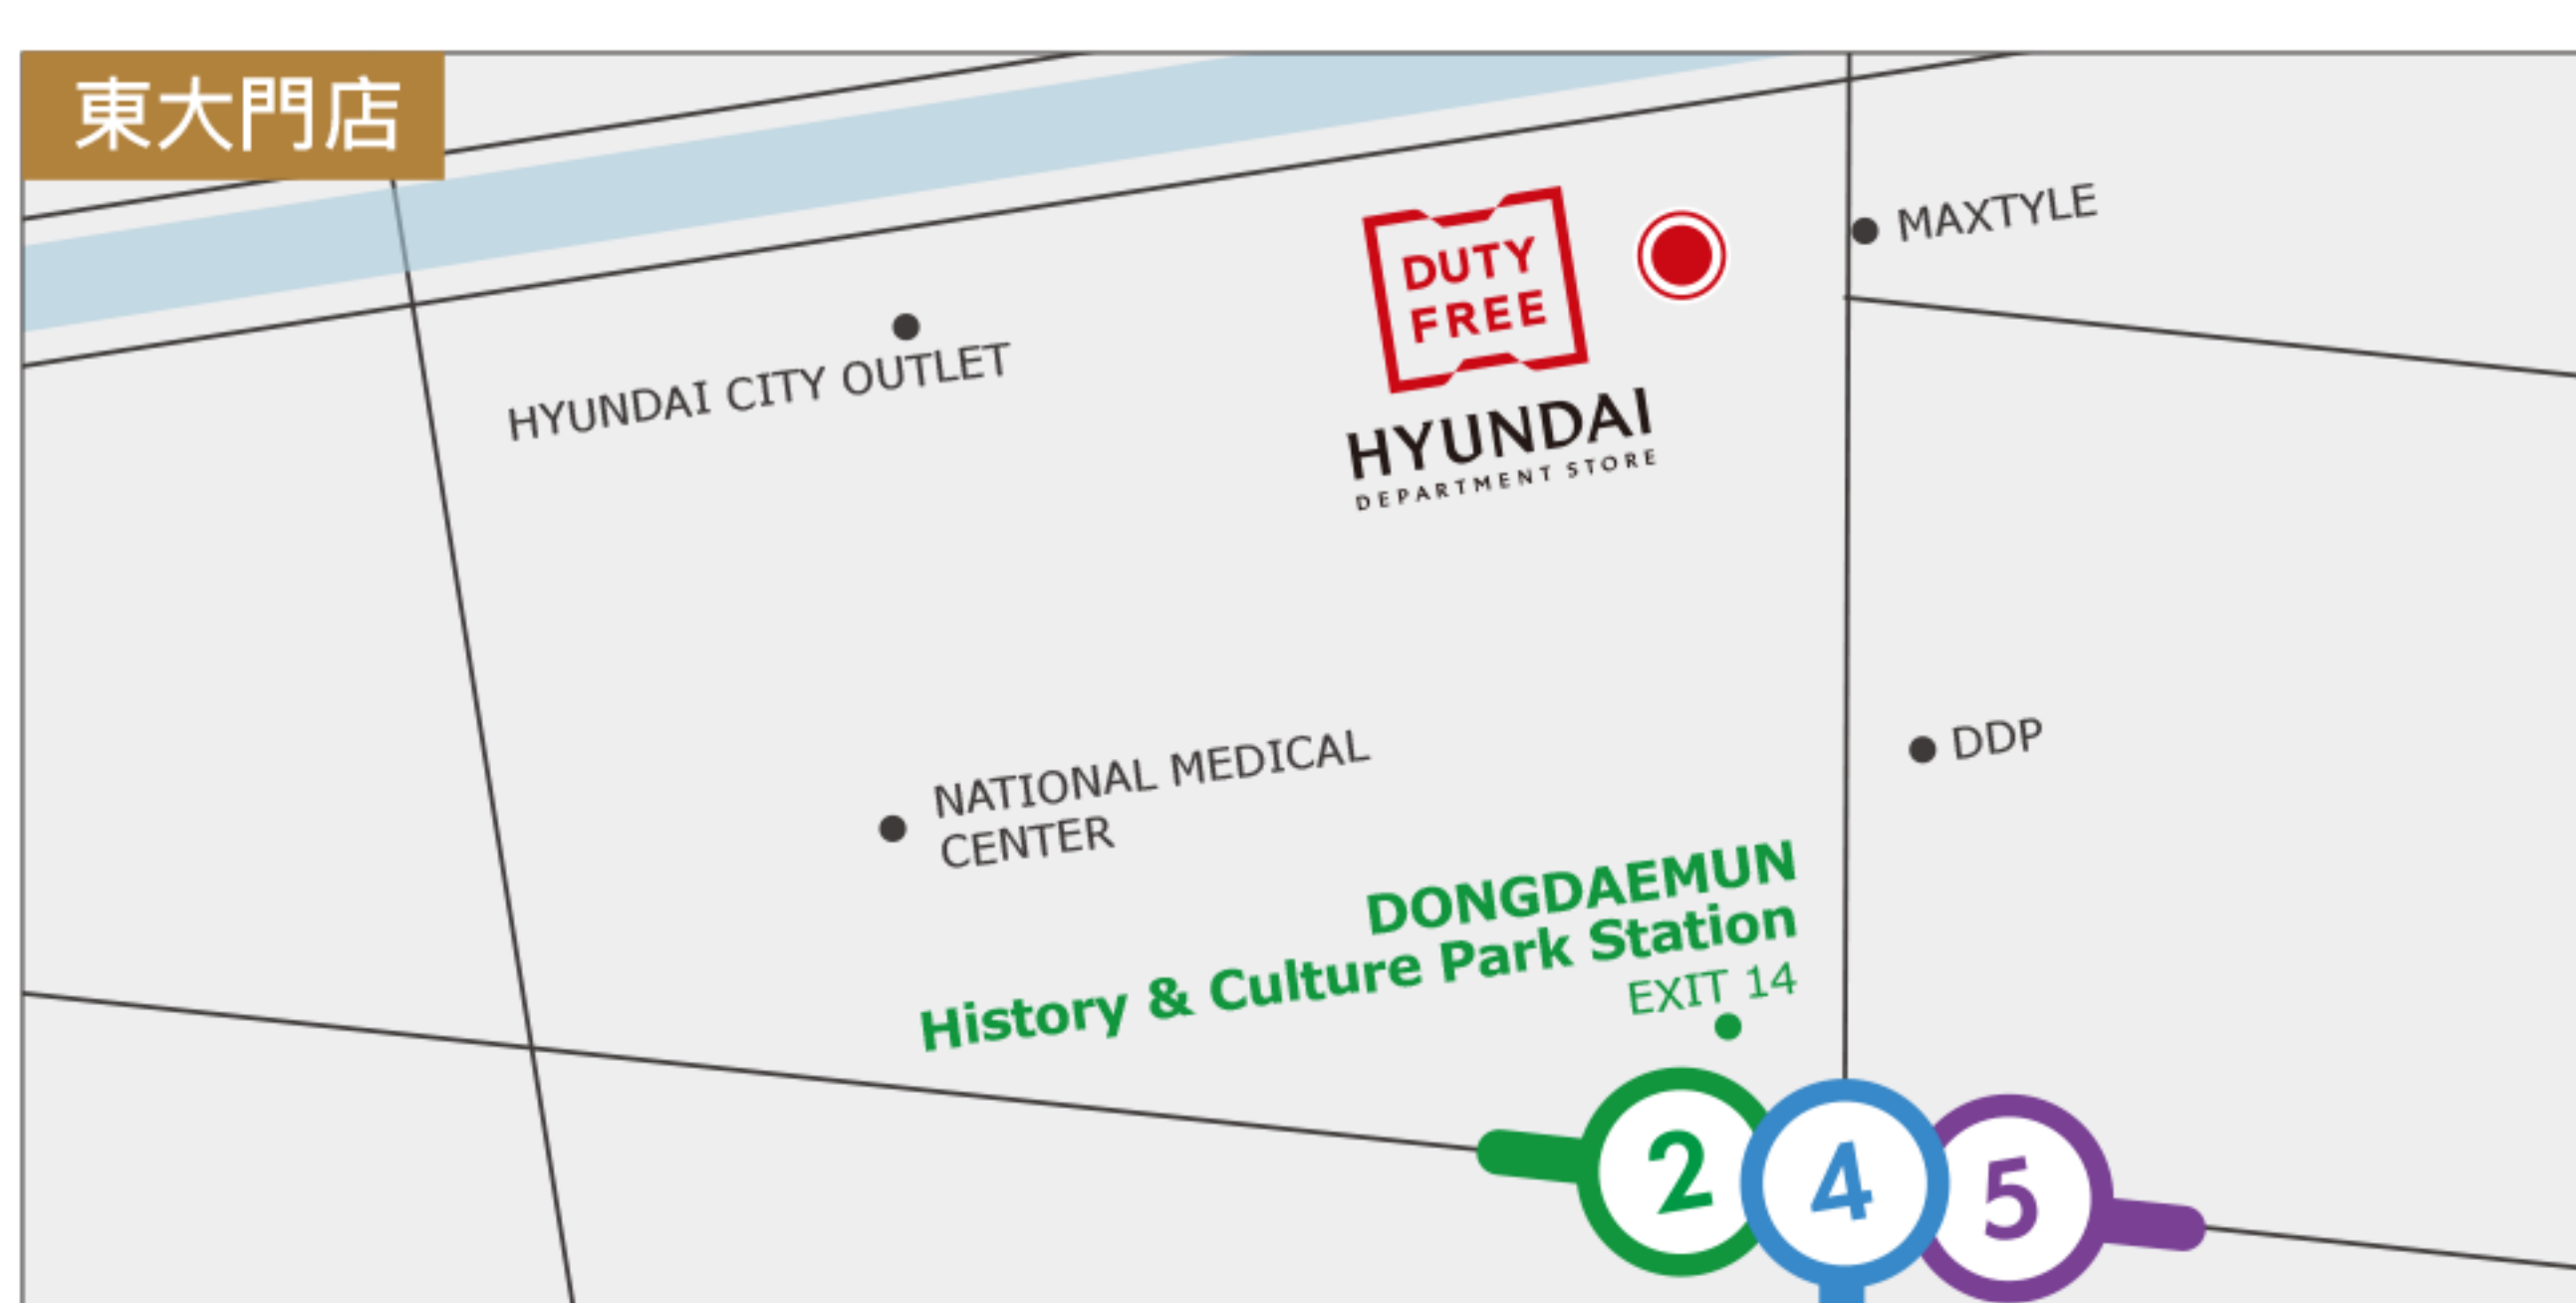 東大門店
MAXTYLE
DUTY
FREE
HYUNDAI
DEPARTMENT STORE
HYUNDAI CITY OUTLET
DDP
NATIONAL MEDICAL
CENTER
DONGDAEMUN
History & Culture Park Station
EXIT 14
2
4
5